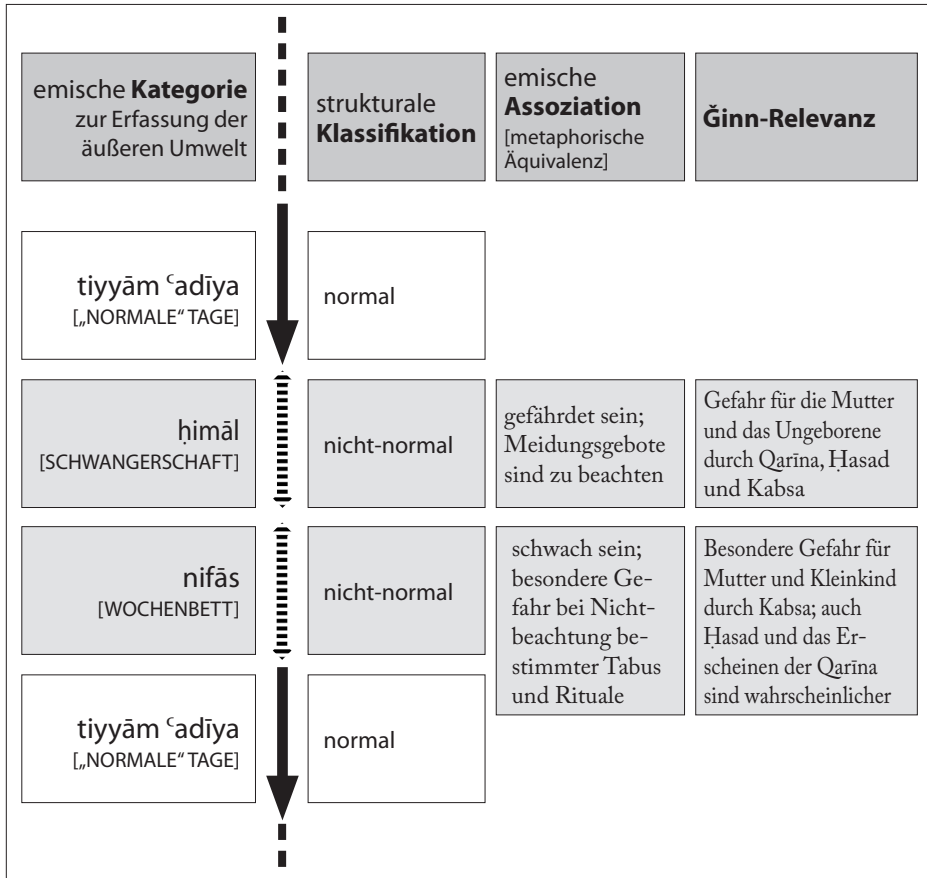 emische Kategorie
zur Erfassung der
äußeren Umwelt
strukturale
Klassifikation
emische
Assoziation
[metaphorische
Äquivalenz]
Ǧinn-Relevanz
tiyyām ʿadīya
[„NORMALE“ TAGE]
normal
ḥimāl
[SCHWANGERSCHAFT]
nicht-normal
gefährdet sein;
Meidungsgebote
sind zu beachten
Gefahr für die Mutter
und das Ungeborene
durch Qarīna, Ḥasad
und Kabsa
nifās
[WOCHENBETT]
nicht-normal
schwach sein;
besondere Ge-
fahr bei Nicht-
beachtung be-
stimmter Tabus
und Rituale
Besondere Gefahr für
Mutter und Kleinkind
durch Kabsa; auch
Ḥasad und das Er-
scheinen der Qarīna
sind wahrscheinlicher
tiyyām ʿadīya
[„NORMALE“ TAGE]
normal